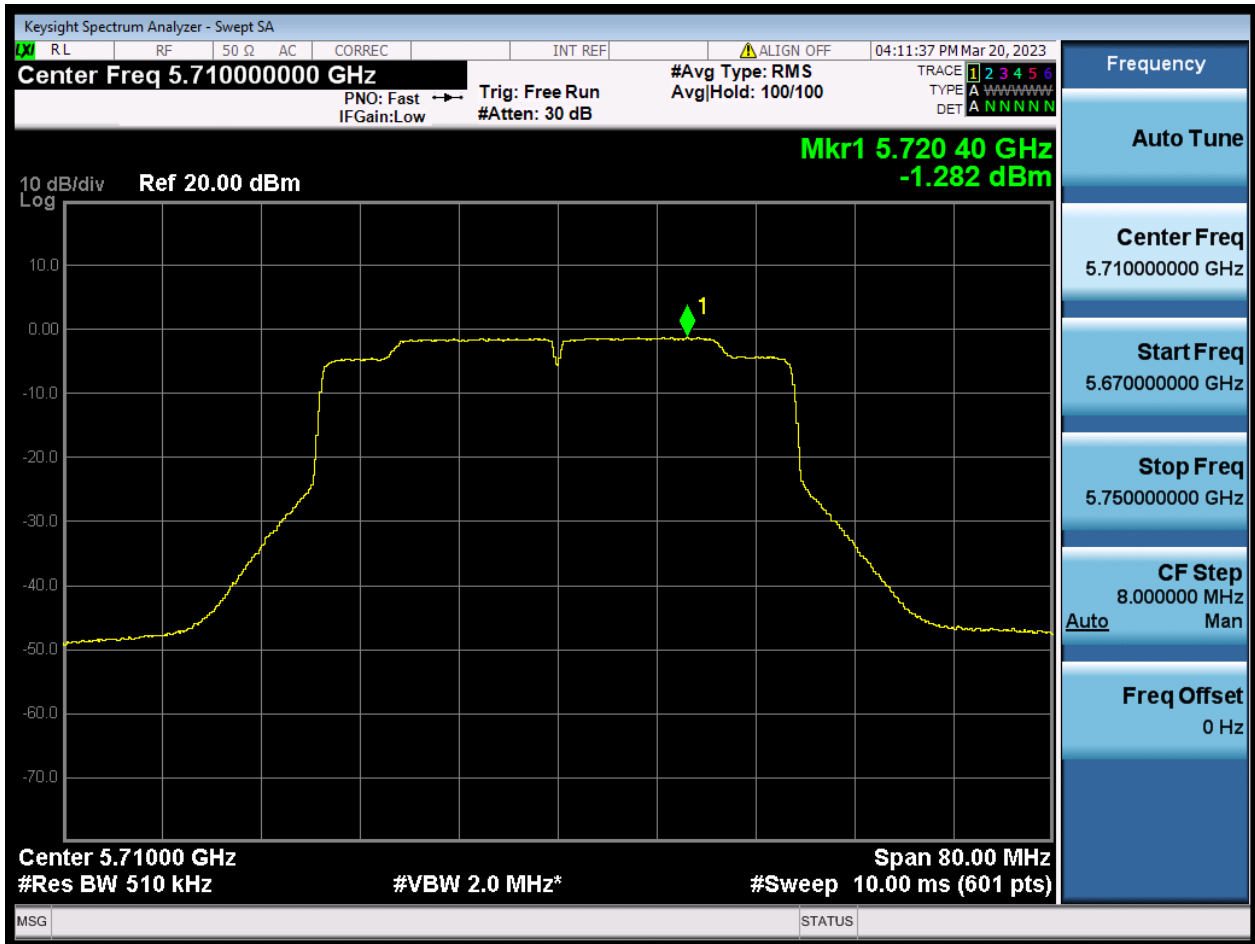 Keysight Spectrum Analyzer - Swept SA
LXI RL RF 50 Ω AC CORREC INT REF ALIGN OFF 04:11:37 PM Mar 20, 2023
Center Freq 5.710000000 GHz
PNO: Fast
IFGain:Low
Trig: Free Run
#Atten: 30 dB
#Avg Type: RMS
Avg|Hold: 100/100
TRACE 1 2 3 4 5 6
TYPE A WWWWW
DET A N N N N N
Mkr1 5.720 40 GHz
-1.282 dBm
10 dB/div Ref 20.00 dBm
Log
10.0
0.00
-10.0
-20.0
-30.0
-40.0
-50.0
-60.0
-70.0
1
Center 5.71000 GHz Span 80.00 MHz
#Res BW 510 kHz #VBW 2.0 MHz* #Sweep 10.00 ms (601 pts)
MSG STATUS
Frequency
Auto Tune
Center Freq
5.710000000 GHz
Start Freq
5.670000000 GHz
Stop Freq
5.750000000 GHz
CF Step
8.000000 MHz
Auto Man
Freq Offset
0 Hz